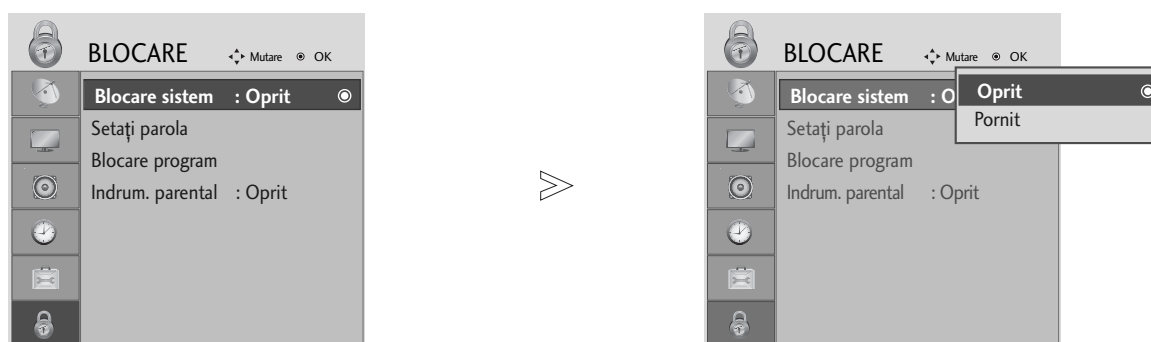 BLOCARE Mutare OK
Blocare sistem : Oprit
Setați parola
Blocare program
Indrum. parental : Oprit
BLOCARE Mutare OK
Blocare sistem : O
Oprit
Setați parola
Pornit
Blocare program
Indrum. parental : Oprit